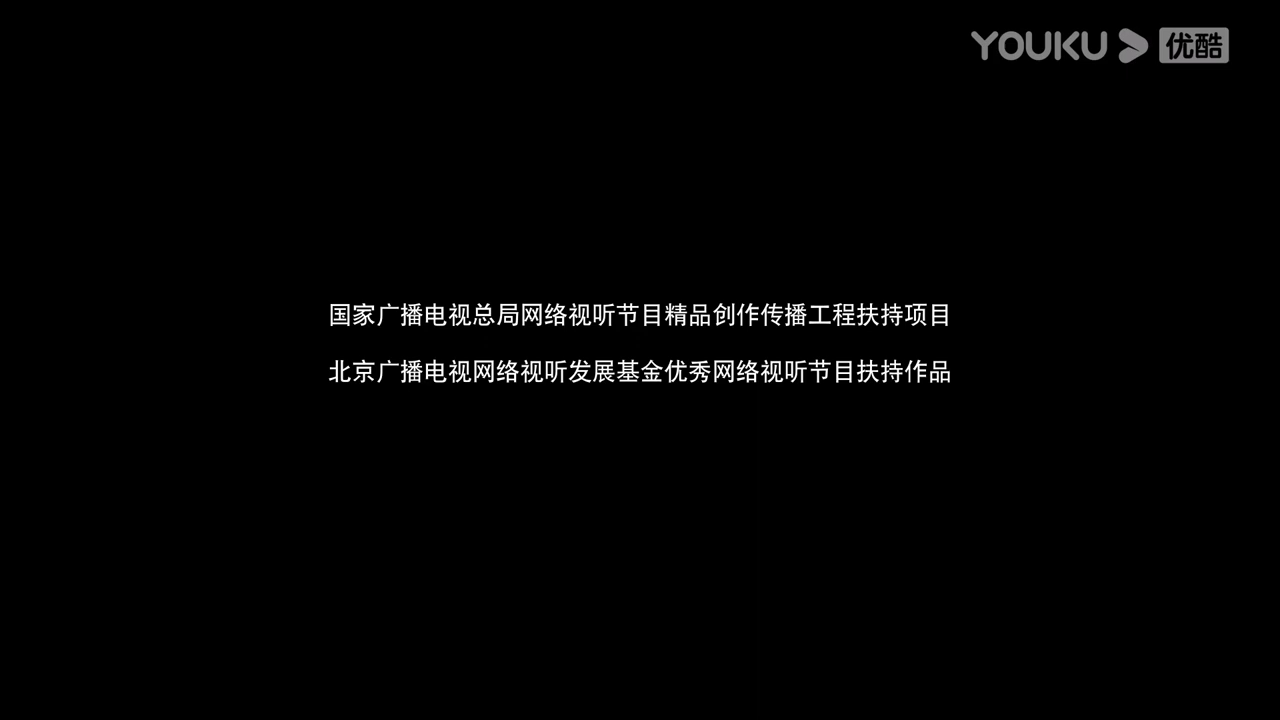 YOUKU 优酷
国家广播电视总局网络视听节目精品创作传播工程扶持项目
北京广播电视网络视听发展基金优秀网络视听节目扶持作品